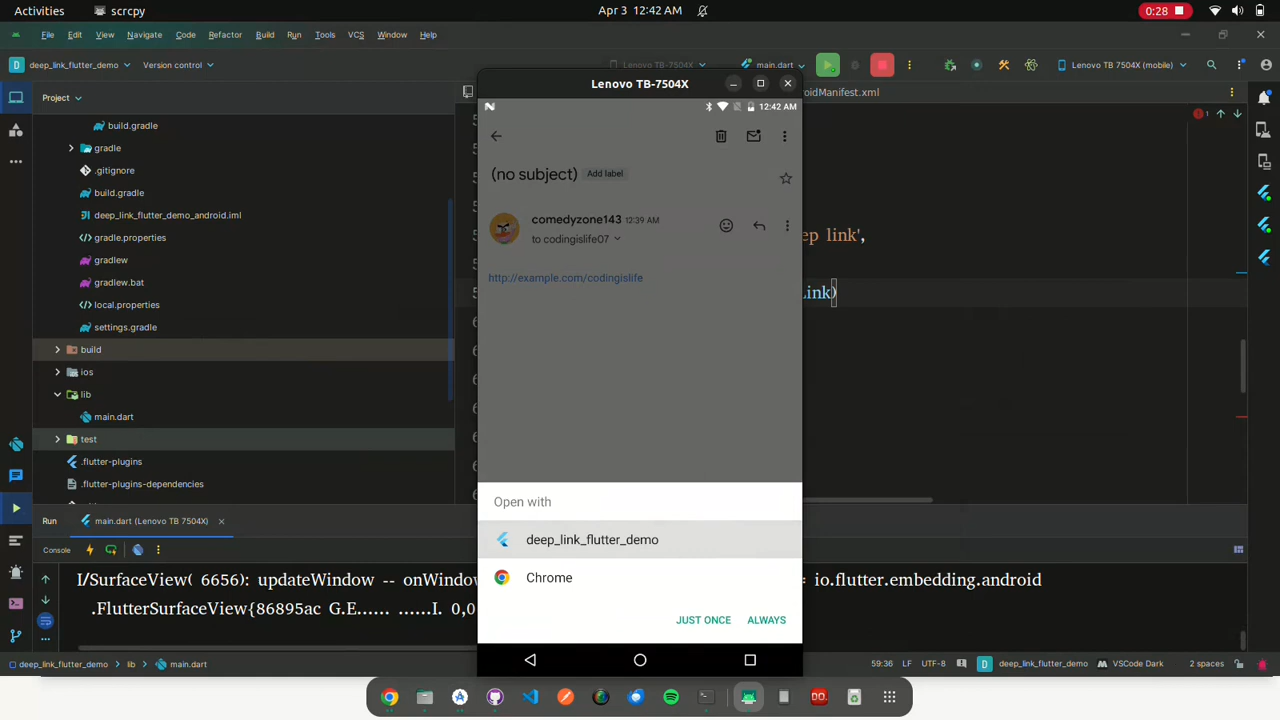 Activities
scrcpy
Apr 3 12:42 AM
0:28
File Edit View Navigate Code Refactor Build Run Tools VCS Window Help
D deep_link_flutter_demo
Version control
Lenovo TB-7504X
main.dart
Lenovo TB-7504X (mobile)
Project
build.gradle
gradle
.gitignore
build.gradle
deep_link_flutter_demo_android.iml
gradle.properties
gradlew
gradlew.bat
local.properties
settings.gradle
build
ios
lib
main.dart
test
.flutter-plugins
.flutter-plugins-dependencies
oidManifest.xml
1
ep link',
Link)
Lenovo TB-7504X
12:42 AM
(no subject)
Add label
comedyzone143 12:39 AM
to codingislife07
http://example.com/codingislife
Open with
deep_link_flutter_demo
Chrome
JUST ONCE
ALWAYS
Run
main.dart (Lenovo TB 7504X)
Console
I/SurfaceView( 6656): updateWindow -- onWindow
io.flutter.embedding.android
.FlutterSurfaceView{86895ac G.E...... ......I. 0,0
deep_link_flutter_demo
lib
main.dart
59:36
LF
UTF-8
D deep_link_flutter_demo
VSCode Dark
2 spaces
DO.